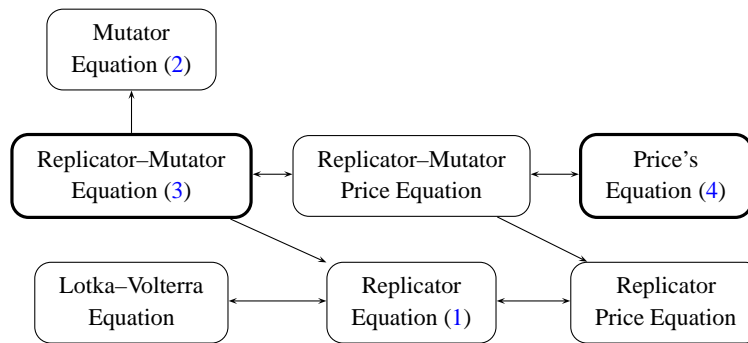 Mutator
Equation (2)
Replicator–Mutator
Equation (3)
Replicator–Mutator
Price Equation
Price's
Equation (4)
Lotka–Volterra
Equation
Replicator
Equation (1)
Replicator
Price Equation